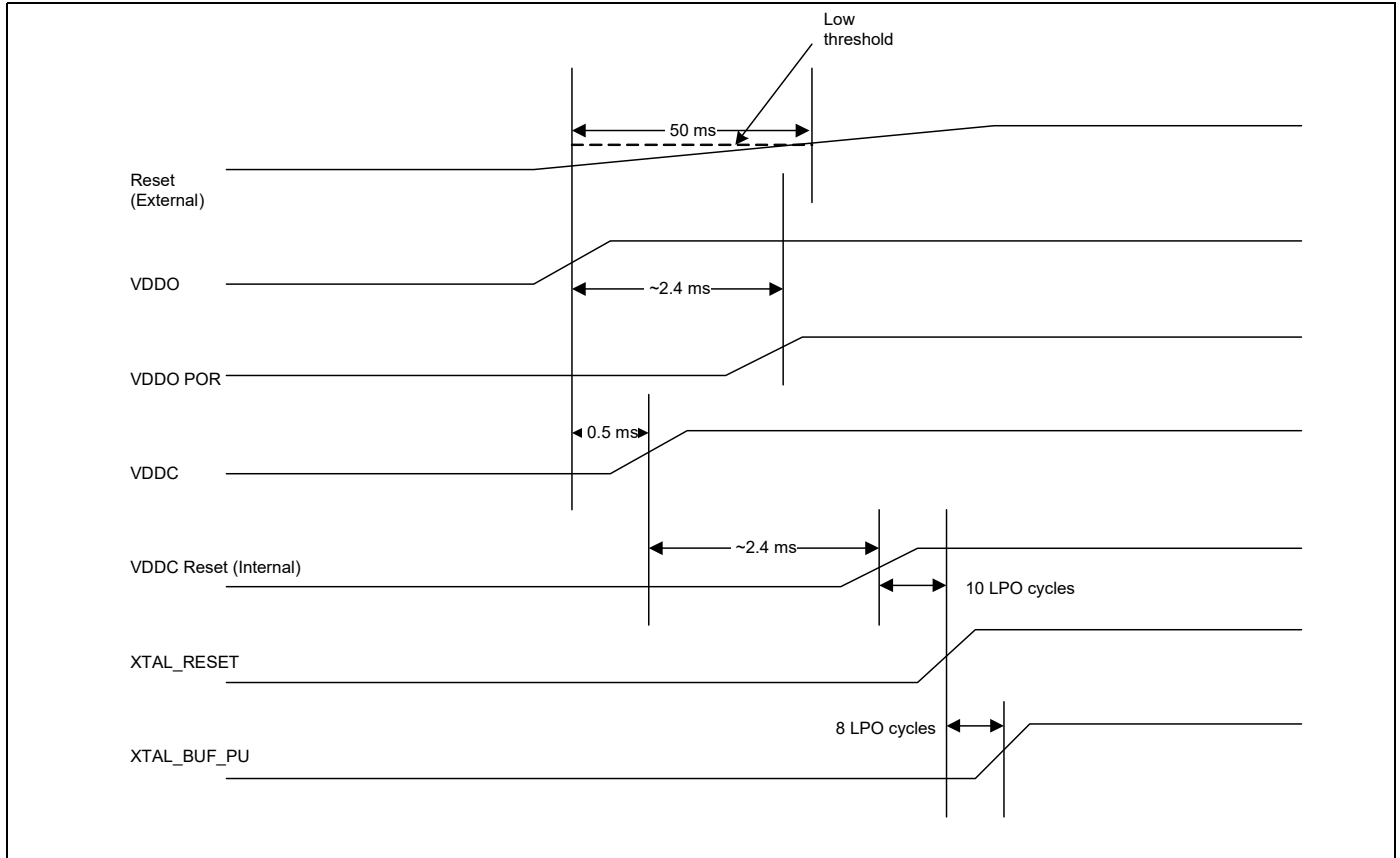 Low
threshold
50 ms
Reset
(External)
VDDO
~2.4 ms
VDDO POR
0.5 ms
VDDC
~2.4 ms
VDDC Reset (Internal)
10 LPO cycles
XTAL_RESET
8 LPO cycles
XTAL_BUF_PU